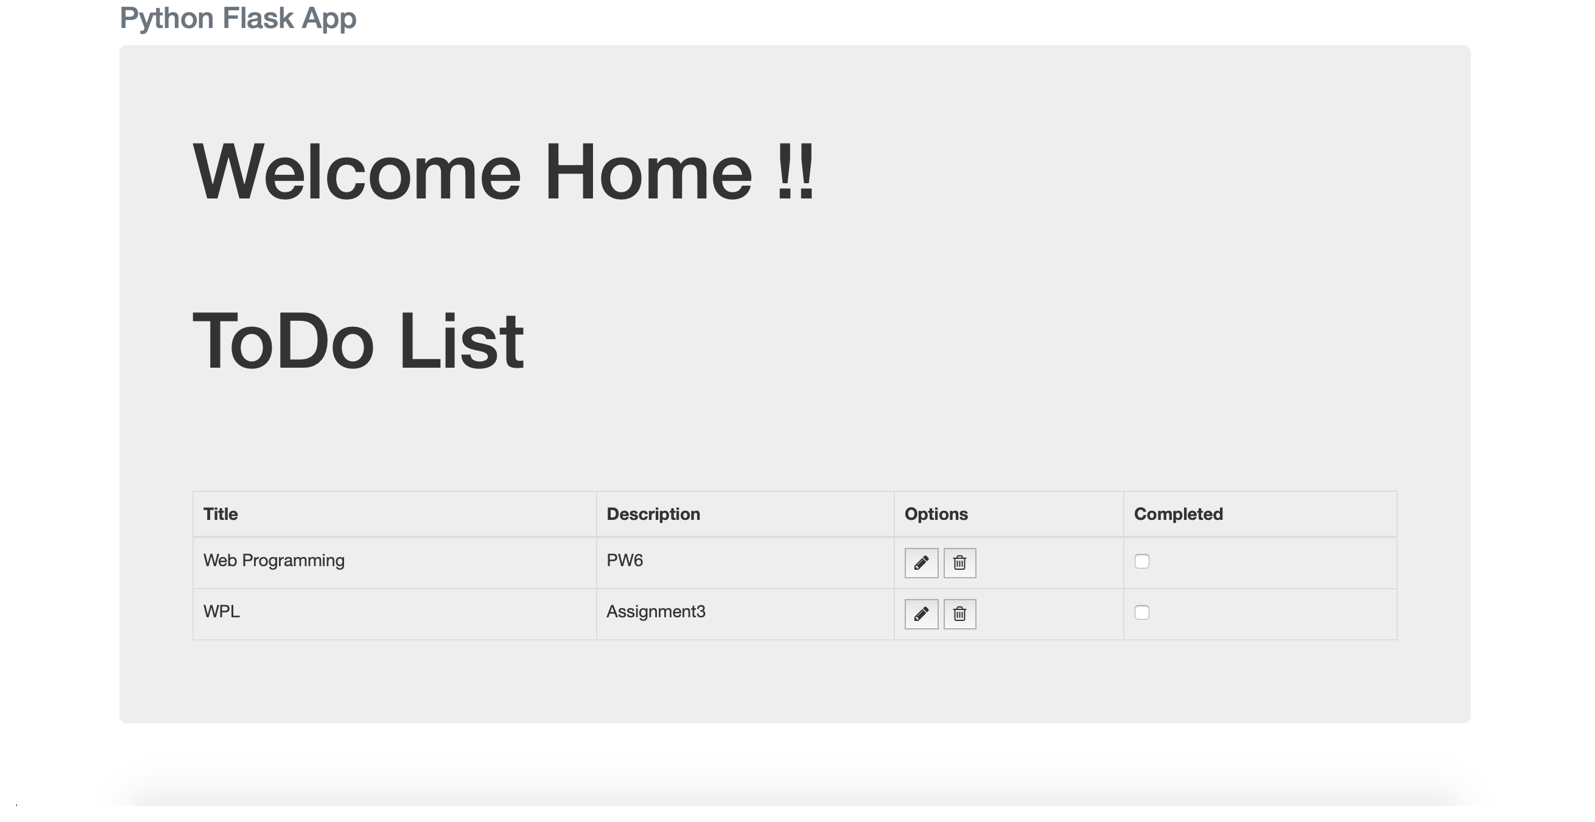 Python Flask App
Welcome Home !!
ToDo List
Title Description Options Completed
Web Programming PW6
WPL Assignment3